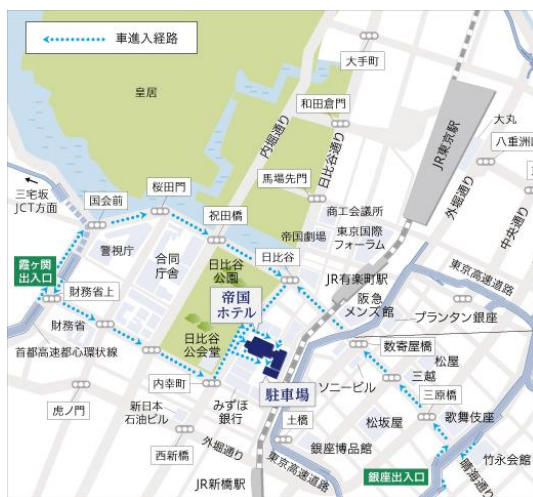 車進入経路
大手町
皇居
和田倉門
内堀通り
日比谷通り
JR東京駅
大丸
八重洲
外堀通り
中央通り
三宅坂
JCT方面
国会前
桜田門
祝田橋
馬場先門
商工会議所
帝国劇場
東京国際
フォーラム
警視庁
合同
庁舎
日比谷
公園
日比谷
JR有楽町駅
東京高速道路
霞ヶ関
出入口
財務省上
帝国
ホテル
阪急
メンズ館
プランタン銀座
財務省
首都高速都心環状線
日比谷
公会堂
数寄屋橋
松屋
内幸町
みずほ
銀行
駐車場
ソニービル
三越
三原橋
虎ノ門
新日本
石油ビル
外堀通り
土橋
松坂屋
歌舞伎座
西新橋
銀座博品館
竹永会館
JR新橋駅
東京高速道路
銀座出入口
晴海通り